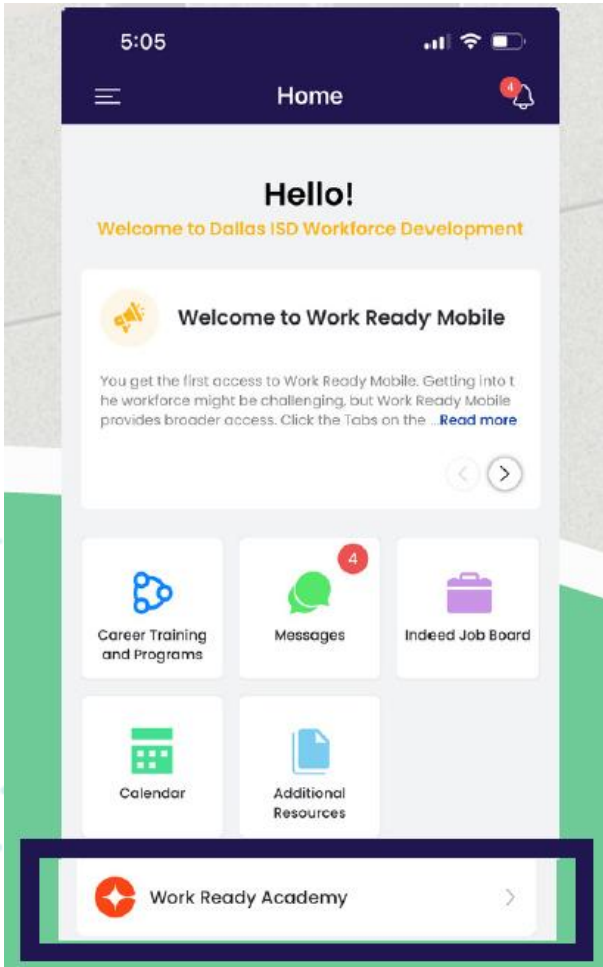 5:05
Home
4
Hello!
Welcome to Dallas ISD Workforce Development
Welcome to Work Ready Mobile
You get the first access to Work Ready Mobile. Getting into t
he workforce might be challenging, but Work Ready Mobile
provides broader access. Click the Tabs on the ...Read more
4
Career Training
and Programs
Messages
Indeed Job Board
Calendar
Additional
Resources
Work Ready Academy